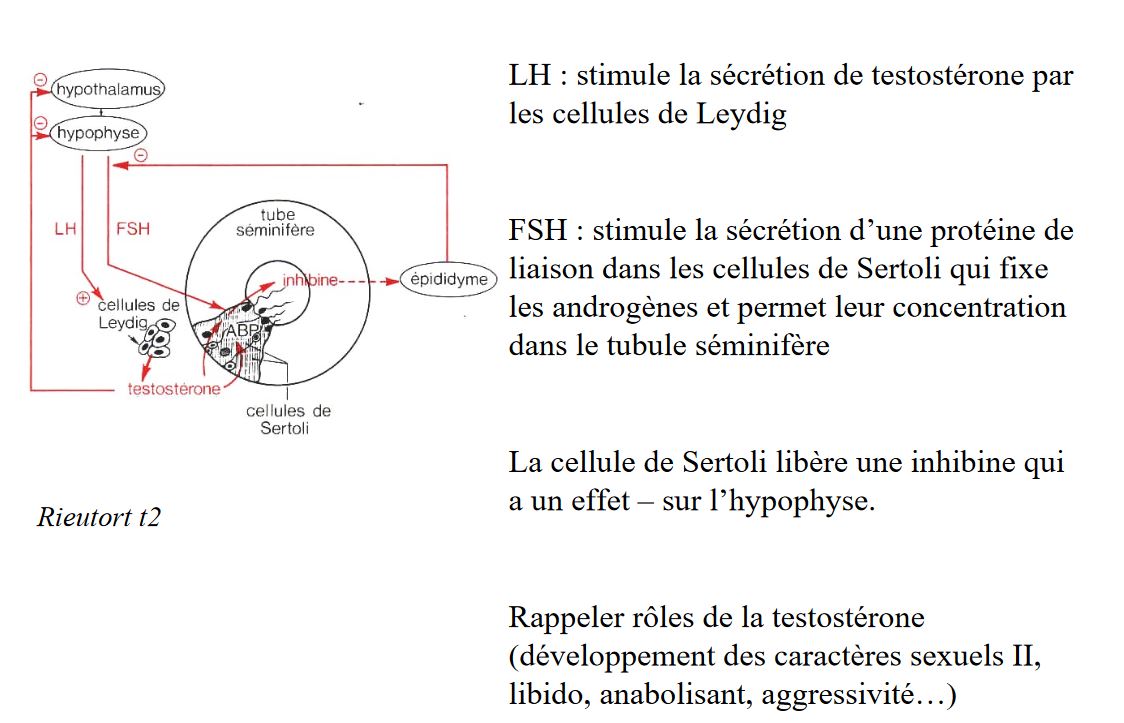 hypothalamus
hypophyse
LH
FSH
tube
séminifère
inhibine
épididyme
cellules de
Leydig
ABP
testostérone
cellules de
Sertoli
Rieutort t2
LH : stimule la sécrétion de testostérone par
les cellules de Leydig
FSH : stimule la sécrétion d’une protéine de
liaison dans les cellules de Sertoli qui fixe
les androgènes et permet leur concentration
dans le tubule séminifère
La cellule de Sertoli libère une inhibine qui
a un effet – sur l’hypophyse.
Rappeler rôles de la testostérone
(développement des caractères sexuels II,
libido, anabolisant, aggressivité…)